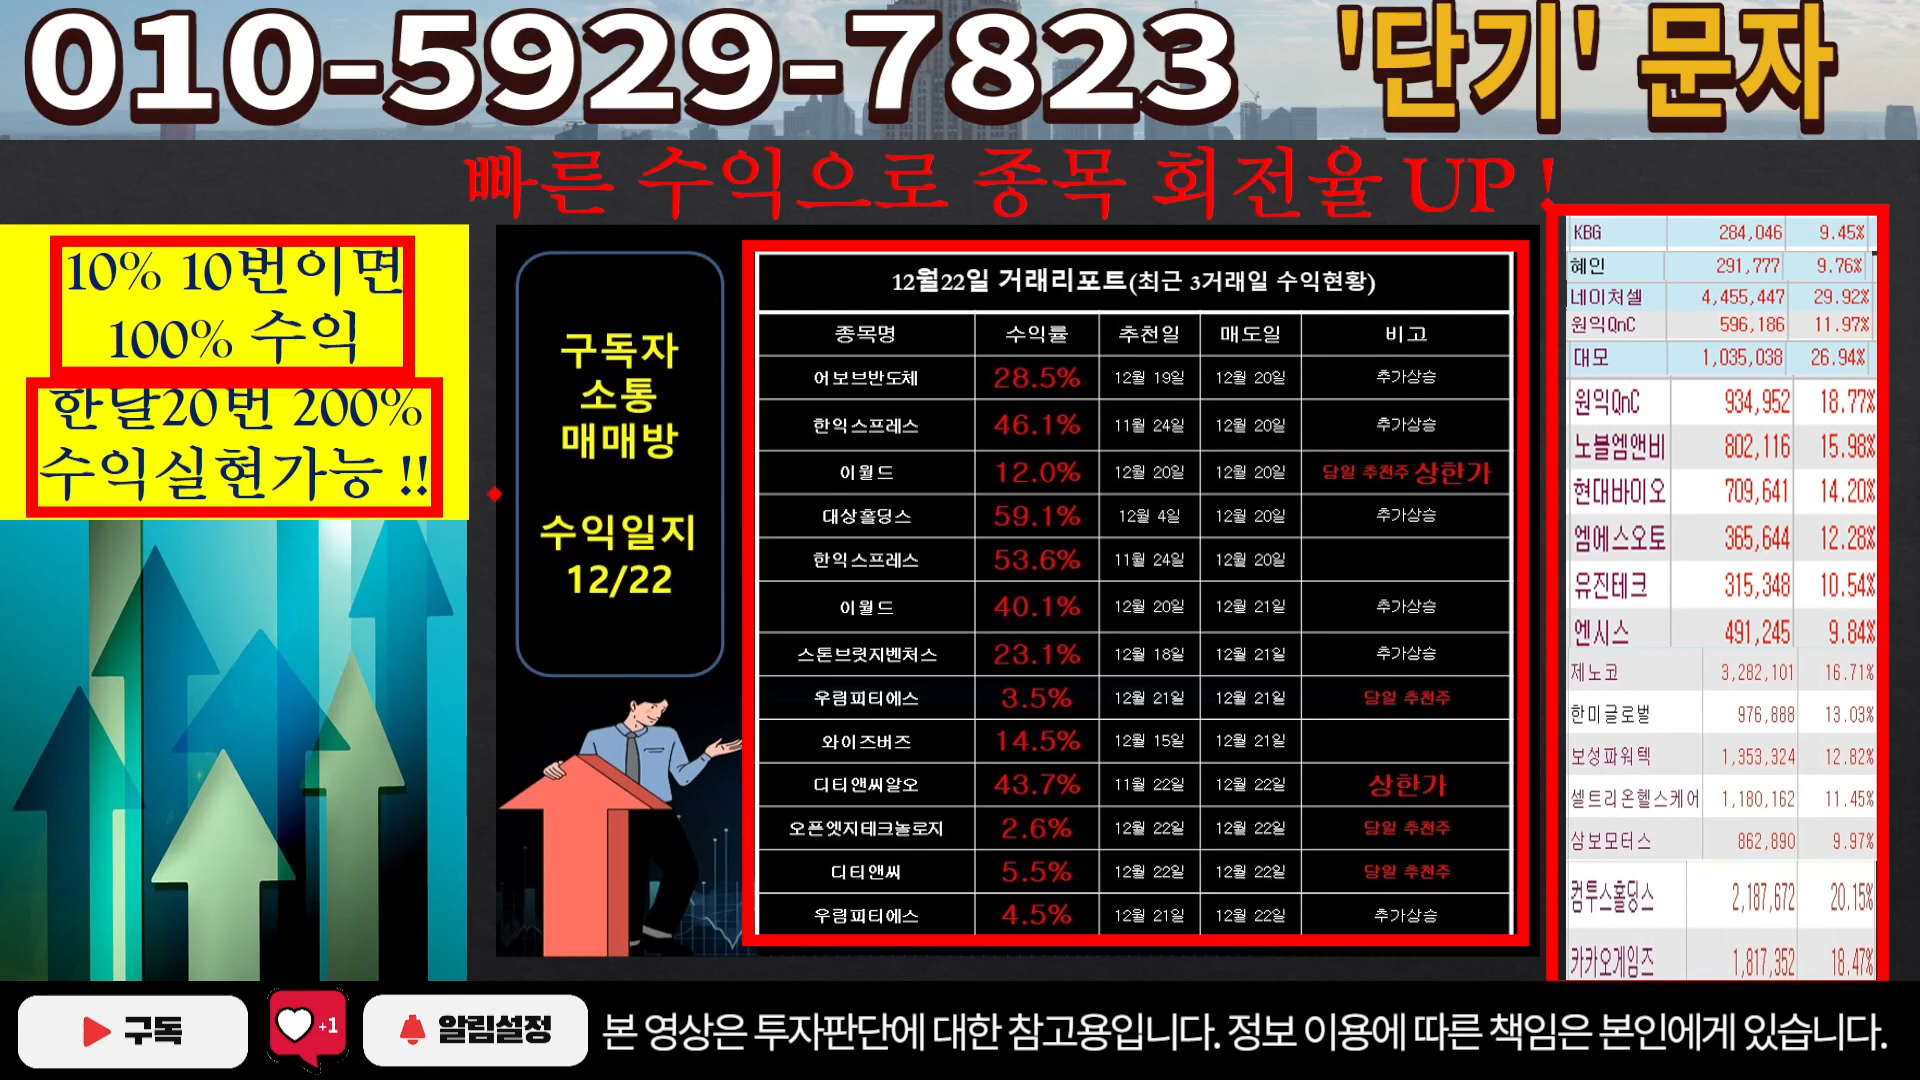 010-5929-7823 '단기' 문자
빠른 수익으로 종목 회전율 UP !
10% 10번이면
100% 수익
한달20번 200%
수익실현가능 !!
구독자
소통
매매방
수익일지
12/22
12월22일 거래리포트(최근 3거래일 수익현황)
종목명 수익률 추천일 매도일 비고
어보브반도체 28.5% 12월 19일 12월 20일 추가상승
한익스프레스 46.1% 11월 24일 12월 20일 추가상승
이월드 12.0% 12월 20일 12월 20일 당일 추천주 상한가
대상홀딩스 59.1% 12월 4일 12월 20일 추가상승
한익스프레스 53.6% 11월 24일 12월 20일
이월드 40.1% 12월 20일 12월 21일 추가상승
스톤브릿지벤처스 23.1% 12월 18일 12월 21일 추가상승
우림피티에스 3.5% 12월 21일 12월 21일 당일 추천주
와이즈버즈 14.5% 12월 15일 12월 21일
디티앤씨알오 43.7% 11월 22일 12월 22일 상한가
오픈엣지테크놀로지 2.6% 12월 22일 12월 22일 당일 추천주
디티앤씨 5.5% 12월 22일 12월 22일 당일 추천주
우림피티에스 4.5% 12월 21일 12월 22일 추가상승
KBG 284,046 9.45%
혜인 291,777 9.76%
네이처셀 4,455,447 29.92%
원익QnC 596,186 11.97%
대모 1,035,038 26.94%
원익QnC 934,952 18.77%
노블엠앤비 802,116 15.98%
현대바이오 709,641 14.20%
엠에스오토 365,644 12.28%
유진테크 315,348 10.54%
엔시스 491,245 9.84%
제노코 3,282,101 16.71%
한미글로벌 976,888 13.03%
보성파워텍 1,353,324 12.82%
셀트리온헬스케어 1,180,162 11.45%
삼보모터스 862,890 9.97%
컴투스홀딩스 2,187,672 20.15%
카카오게임즈 1,817,352 18.47%
구독 +1 알림설정 본 영상은 투자판단에 대한 참고용입니다. 정보 이용에 따른 책임은 본인에게 있습니다.